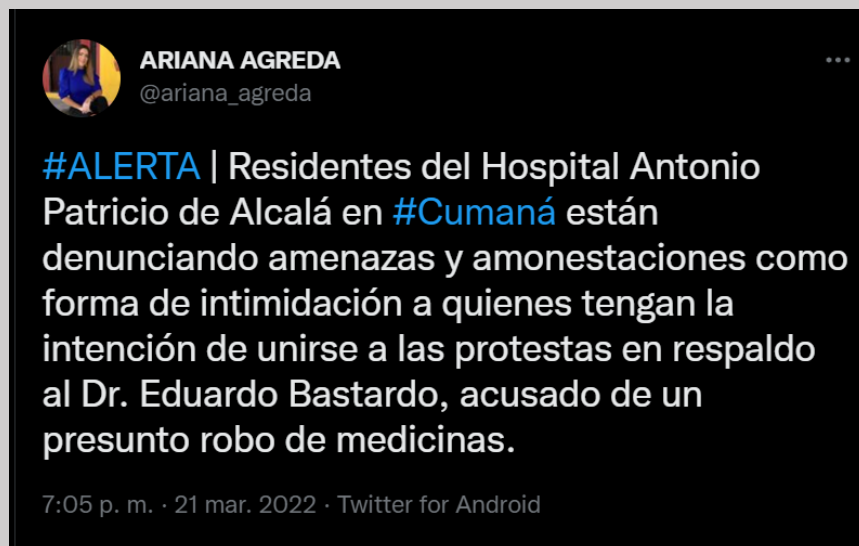 ARIANA AGREDA
@ariana_agreda
#ALERTA | Residentes del Hospital Antonio
Patricio de Alcalá en #Cumaná están
denunciando amenazas y amonestaciones como
forma de intimidación a quienes tengan la
intención de unirse a las protestas en respaldo
al Dr. Eduardo Bastardo, acusado de un
presunto robo de medicinas.
7:05 p. m. · 21 mar. 2022 · Twitter for Android